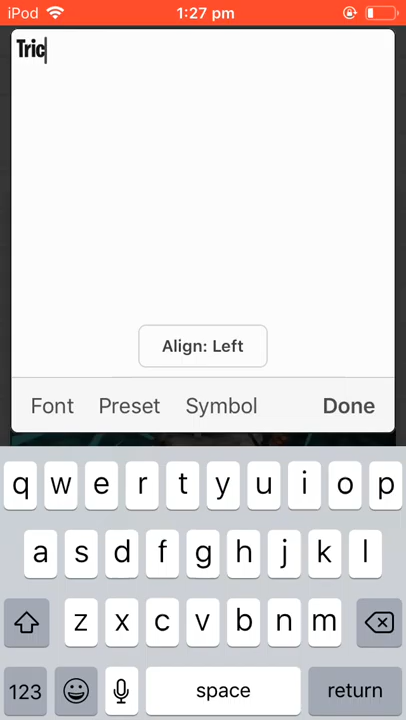 iPod 1:27 pm
Tric
Align: Left
Font Preset Symbol Done
q w e r t y u i o p
a s d f g h j k l
z x c v b n m
123 space return